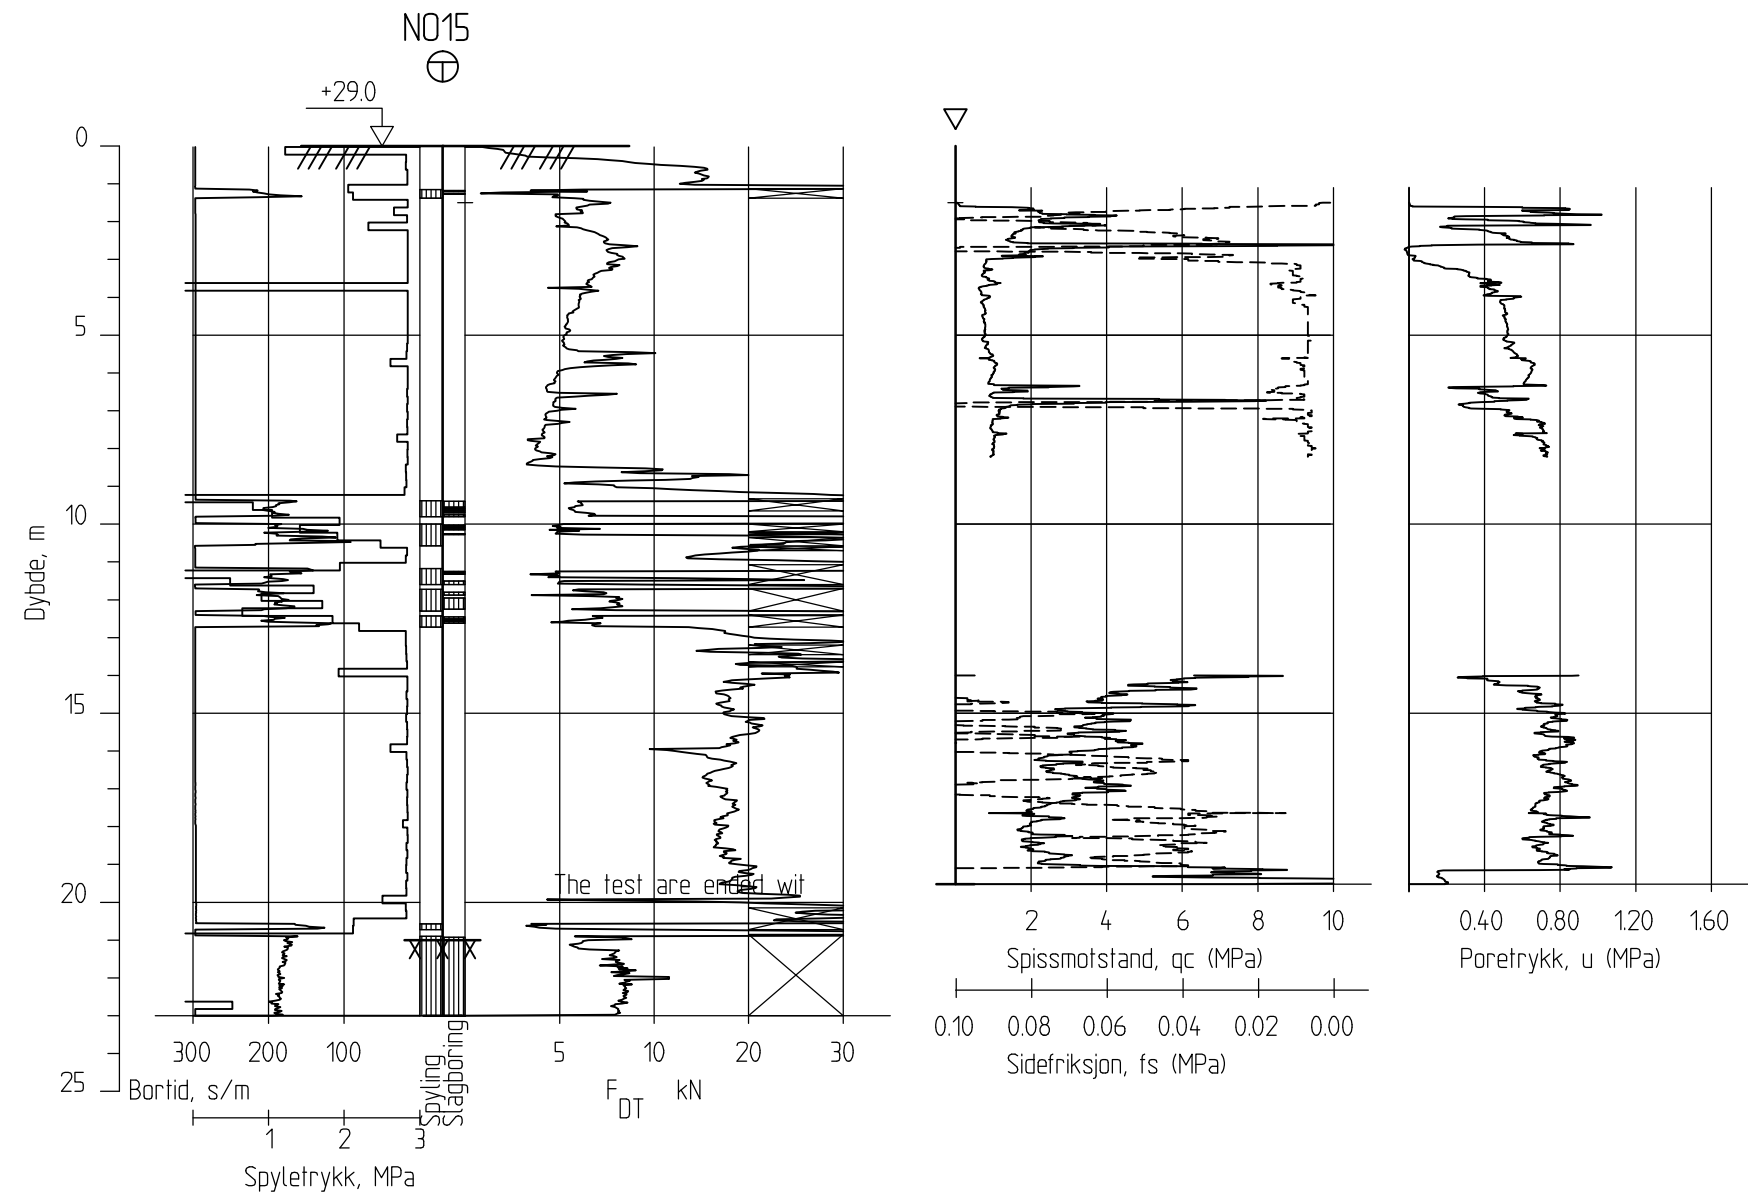 NO15
+29.0
0
5
10
15
20
25
Dybde, m
The test are ended wit
300 200 100
Bortid, s/m
1 2 3
Spyletrykk, MPa
Spyling
Slagboring
5 10 20 30
FDT kN
2 4 6 8 10
Spissmotstand, qc (MPa)
0.10 0.08 0.06 0.04 0.02 0.00
Sidefriksjon, fs (MPa)
0.40 0.80 1.20 1.60
Poretrykk, u (MPa)